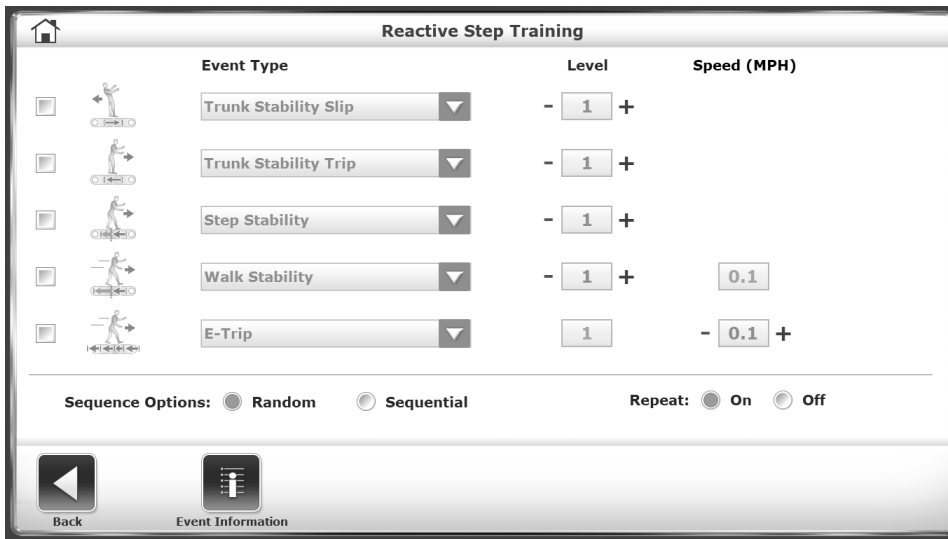 Reactive Step Training
Event Type Level Speed (MPH)
Trunk Stability Slip - 1 +
Trunk Stability Trip - 1 +
Step Stability - 1 +
Walk Stability - 1 + 0.1
E-Trip 1 - 0.1 +
Sequence Options: Random Sequential Repeat: On Off
Back Event Information